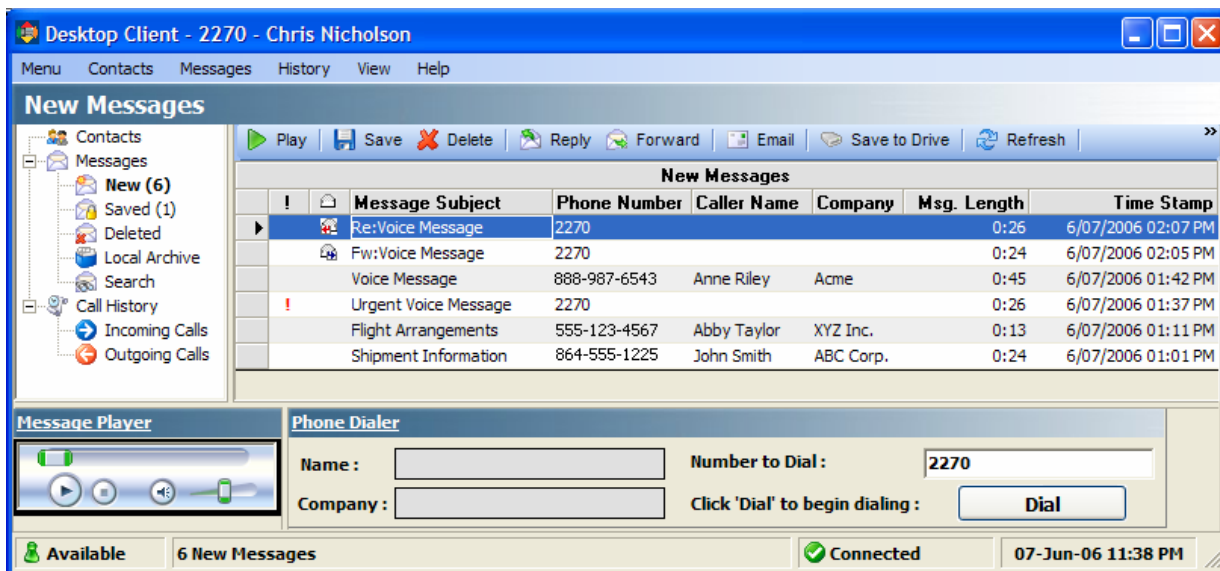 Desktop Client - 2270 - Chris Nicholson
Menu Contacts Messages History View Help
New Messages
Contacts
Messages
New (6)
Saved (1)
Deleted
Local Archive
Search
Call History
Incoming Calls
Outgoing Calls
Play Save Delete Reply Forward Email Save to Drive Refresh »
New Messages
! Message Subject Phone Number Caller Name Company Msg. Length Time Stamp
Re:Voice Message 2270 0:26 6/07/2006 02:07 PM
Fw:Voice Message 2270 0:24 6/07/2006 02:05 PM
Voice Message 888-987-6543 Anne Riley Acme 0:45 6/07/2006 01:42 PM
! Urgent Voice Message 2270 0:26 6/07/2006 01:37 PM
Flight Arrangements 555-123-4567 Abby Taylor XYZ Inc. 0:13 6/07/2006 01:11 PM
Shipment Information 864-555-1225 John Smith ABC Corp. 0:24 6/07/2006 01:01 PM
Message Player
Phone Dialer
Name :
Number to Dial : 2270
Company :
Click 'Dial' to begin dialing : Dial
Available 6 New Messages Connected 07-Jun-06 11:38 PM